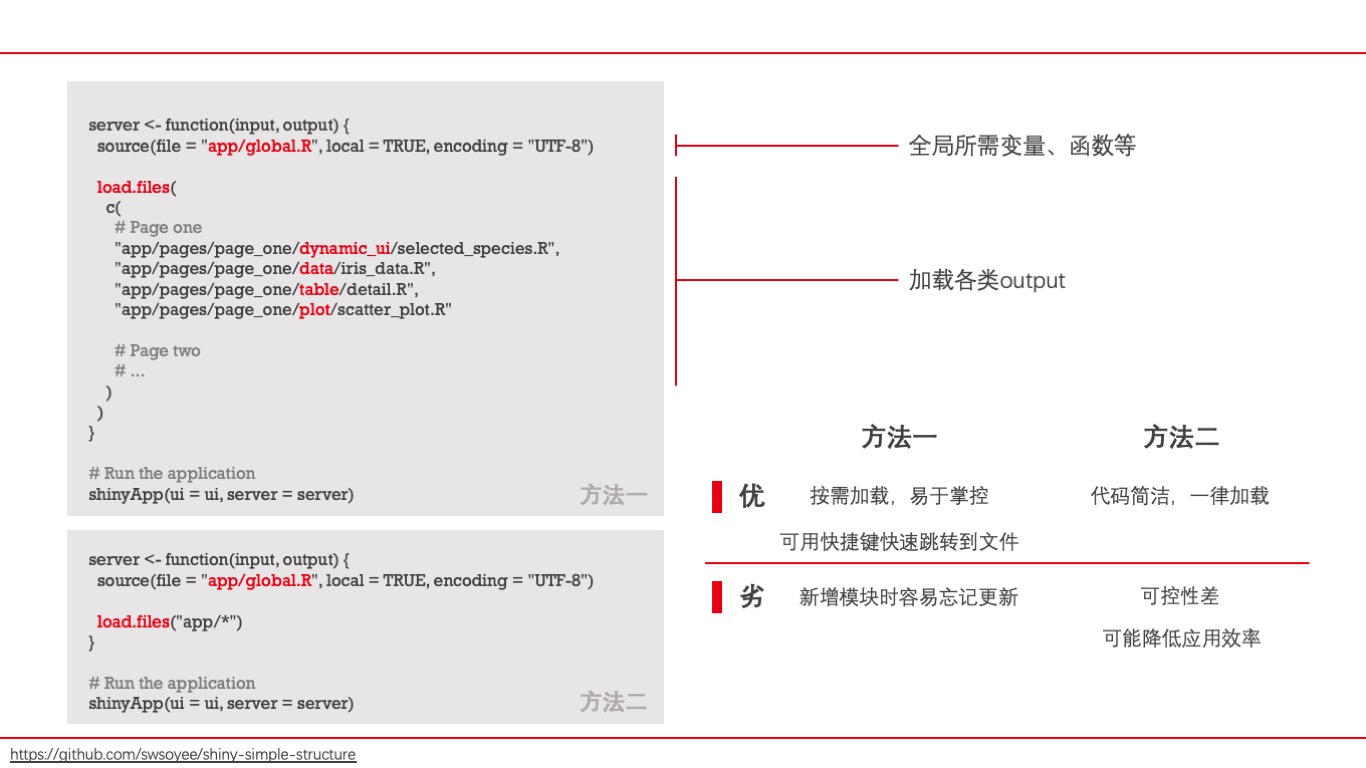 server <- function(input, output) {
source(file = "app/global.R", local = TRUE, encoding = "UTF-8")
load.files(
c(
# Page one
"app/pages/page_one/dynamic_ui/selected_species.R",
"app/pages/page_one/data/iris_data.R",
"app/pages/page_one/table/detail.R",
"app/pages/page_one/plot/scatter_plot.R"
# Page two
# ...
)
)
}
# Run the application
shinyApp(ui = ui, server = server)
方法一
全局所需变量、函数等
加载各类output
server <- function(input, output) {
source(file = "app/global.R", local = TRUE, encoding = "UTF-8")
load.files("app/*")
}
# Run the application
shinyApp(ui = ui, server = server)
方法二
方法一 方法二
优 按需加载，易于掌控 代码简洁，一律加载
可用快捷键快速跳转到文件
劣 新增模块时容易忘记更新 可控性差
可能降低应用效率
https://github.com/swsoyee/shiny-simple-structure